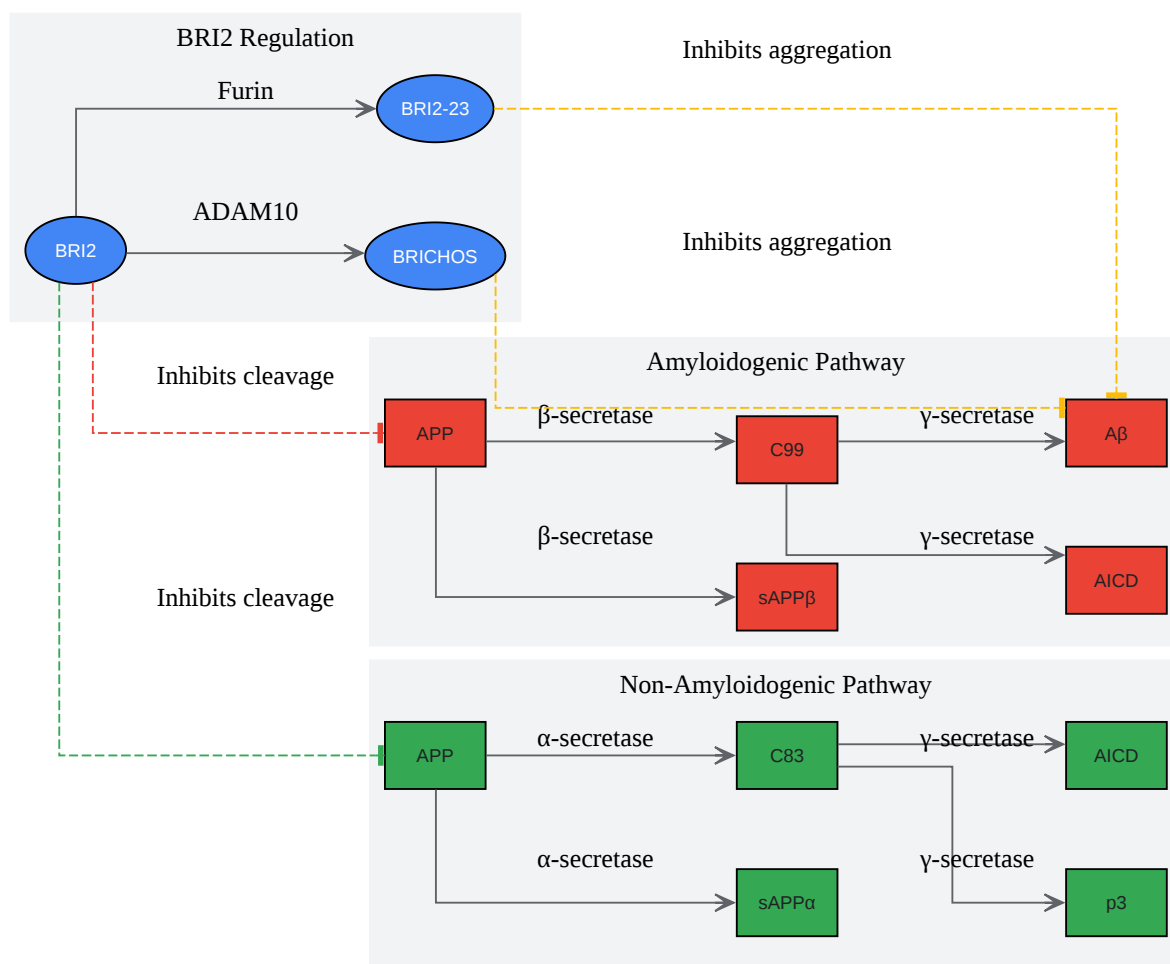 BRI2 Regulation
Inhibits aggregation
Furin
BRI2-23
ADAM10
Inhibits aggregation
BRI2
BRICHOS
Amyloidogenic Pathway
Inhibits cleavage
β-secretase
γ-secretase
APP
C99
Aβ
β-secretase
γ-secretase
AICD
Inhibits cleavage
sAPPβ
Non-Amyloidogenic Pathway
α-secretase
γ-secretase
APP
C83
AICD
α-secretase
γ-secretase
sAPPα
p3